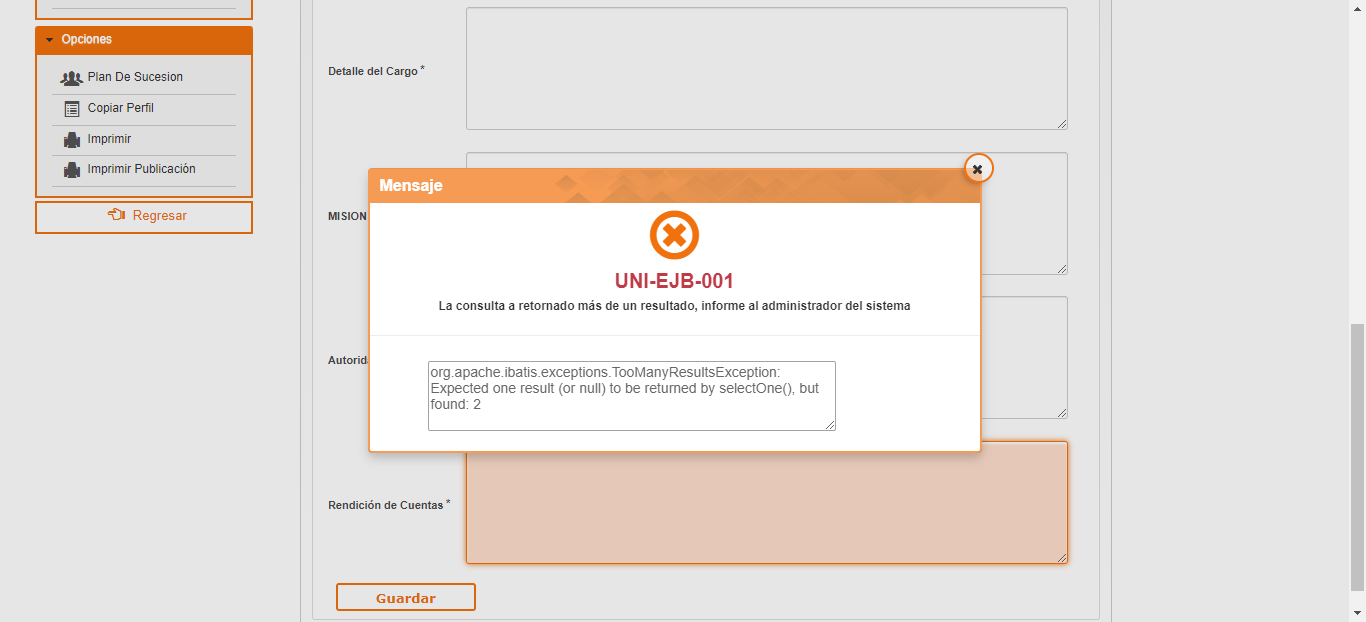 Opciones
Plan De Sucesion
Copiar Perfil
Imprimir
Imprimir Publicación
Regresar
Detalle del Cargo *
MISION
Mensaje
UNI-EJB-001
La consulta a retornado más de un resultado, informe al administrador del sistema
org.apache.ibatis.exceptions.TooManyResultsException:
Expected one result (or null) to be returned by selectOne(), but
found: 2
Autorida
Rendición de Cuentas *
Guardar